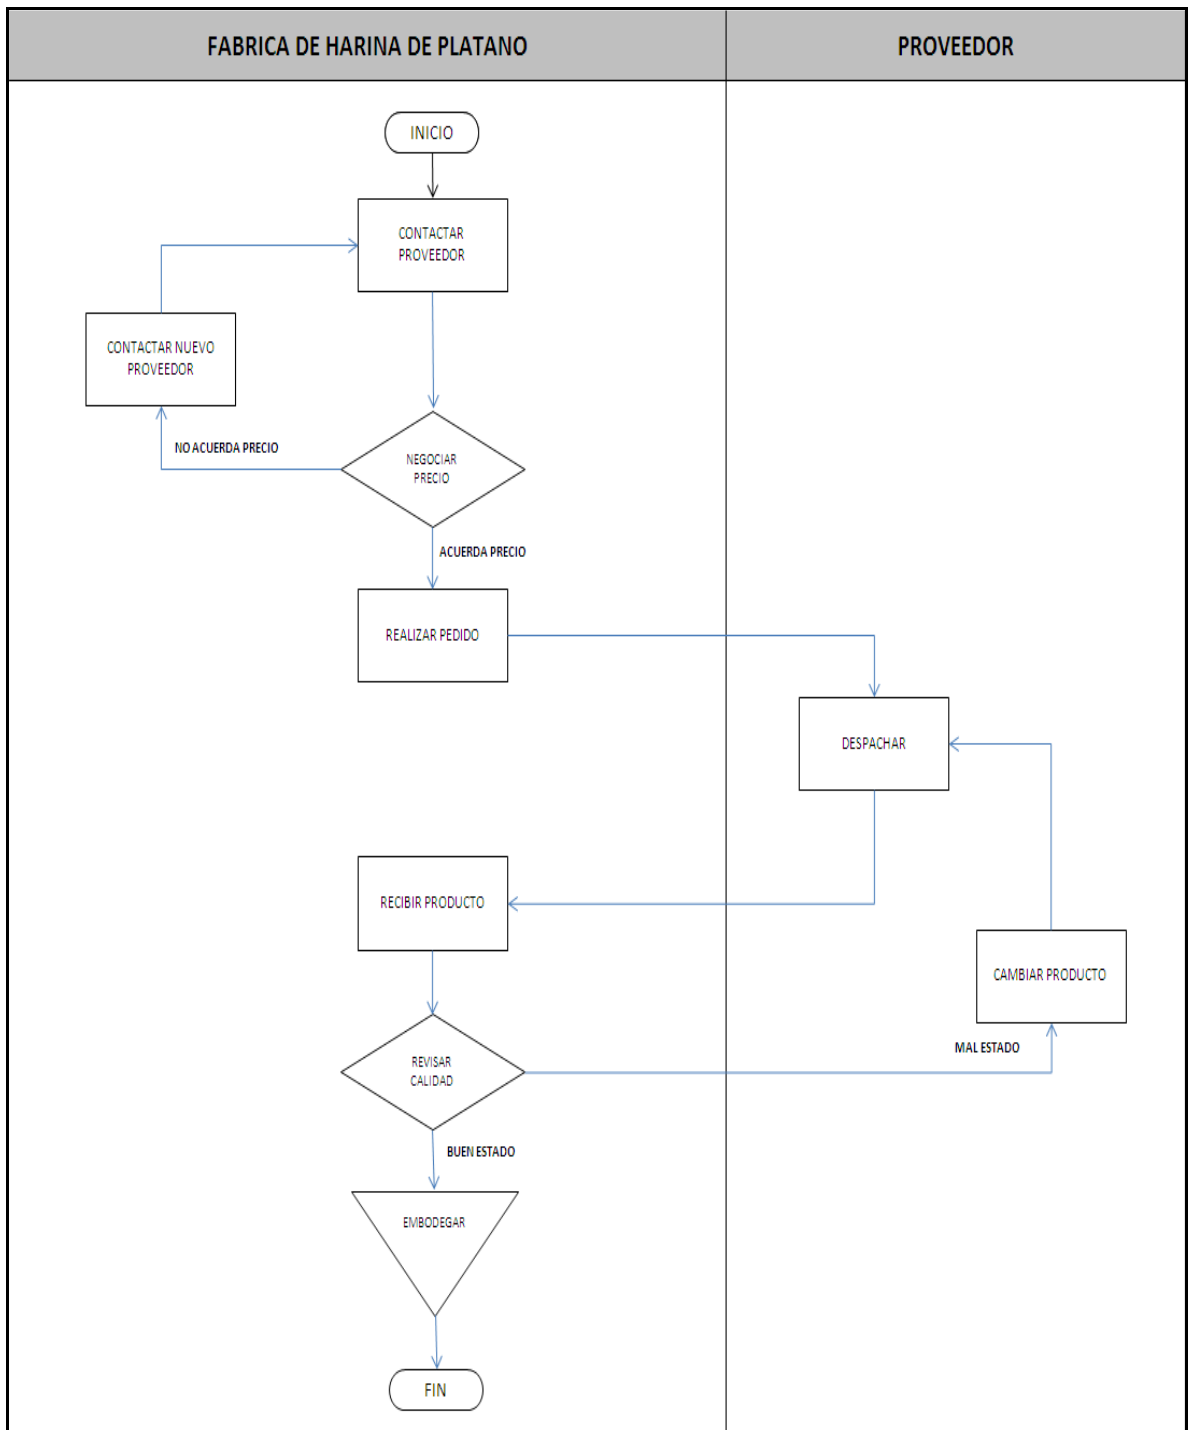 FABRICA DE HARINA DE PLATANO
PROVEEDOR
INICIO
CONTACTAR
PROVEEDOR
CONTACTAR NUEVO
PROVEEDOR
NO ACUERDA PRECIO
NEGOCIAR
PRECIO
ACUERDA PRECIO
REALIZAR PEDIDO
DESPACHAR
RECIBIR PRODUCTO
CAMBIAR PRODUCTO
MAL ESTADO
REVISAR
CALIDAD
BUEN ESTADO
EMBODEGAR
FIN